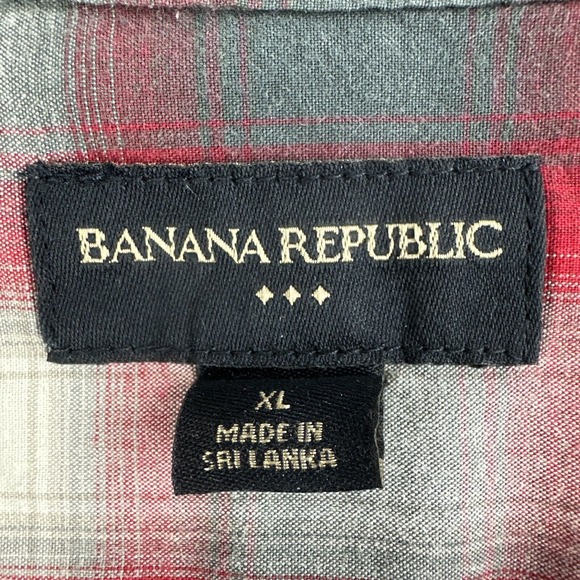 BANANA REPUBLIC
XL
MADE IN
SRI LANKA